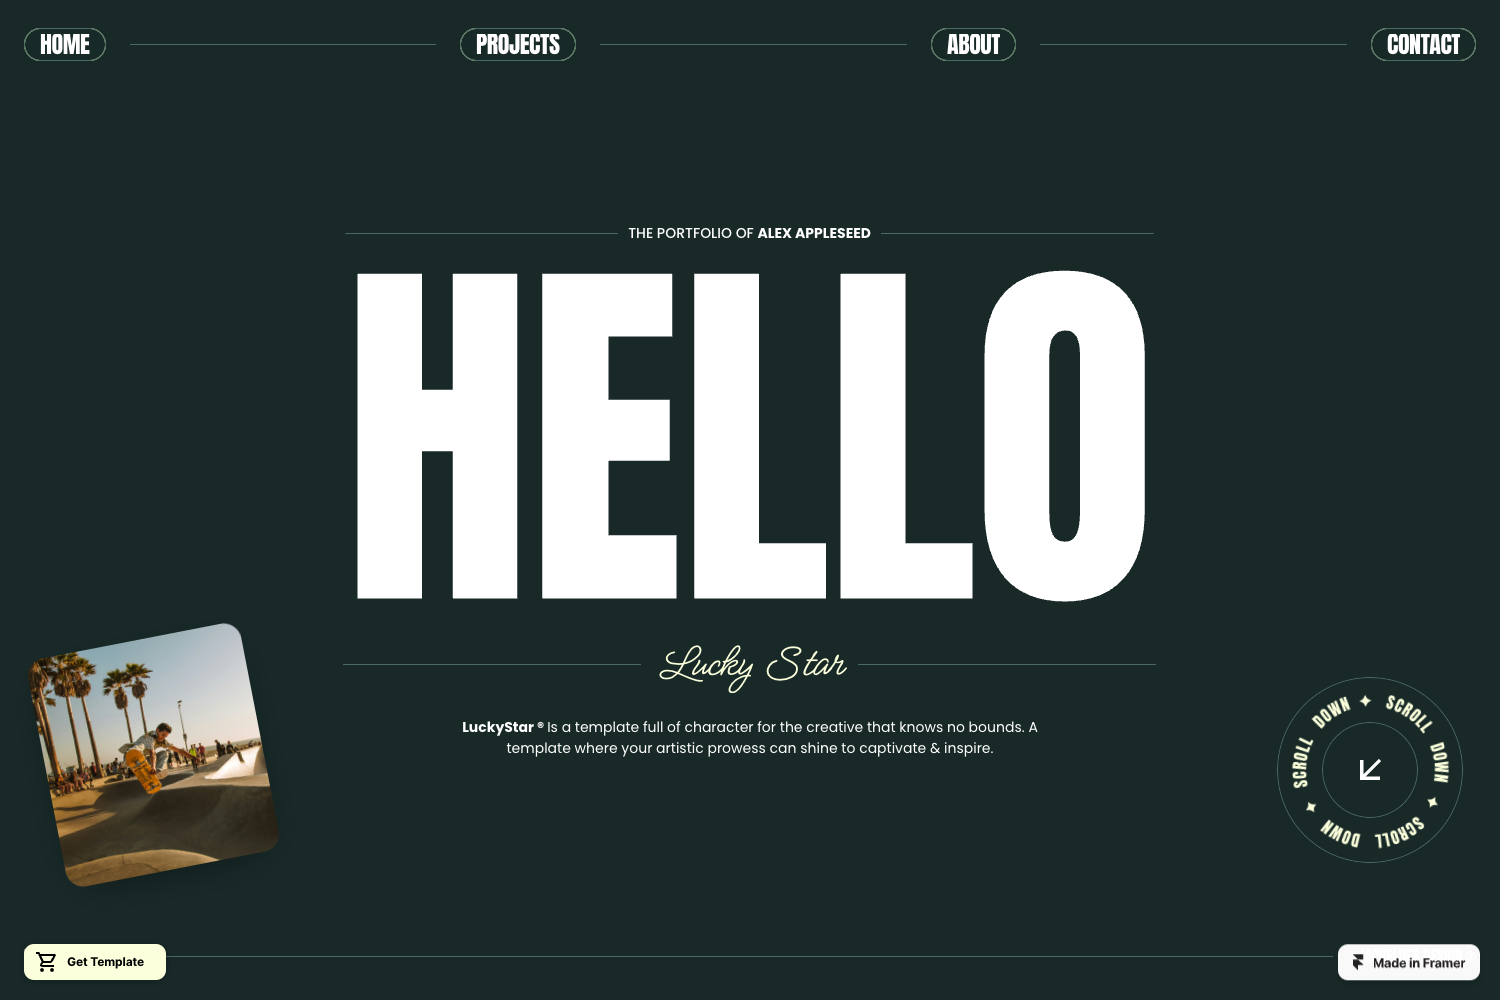 HOME
PROJECTS
ABOUT
CONTACT
THE PORTFOLIO OF ALEX APPLESEED
HELLO
Lucky Star
LuckyStar ® Is a template full of character for the creative that knows no bounds. A
template where your artistic prowess can shine to captivate & inspire.
SCROLL DOWN ✦ SCROLL DOWN ✦ SCROLL DOWN ✦
Get Template
Made in Framer